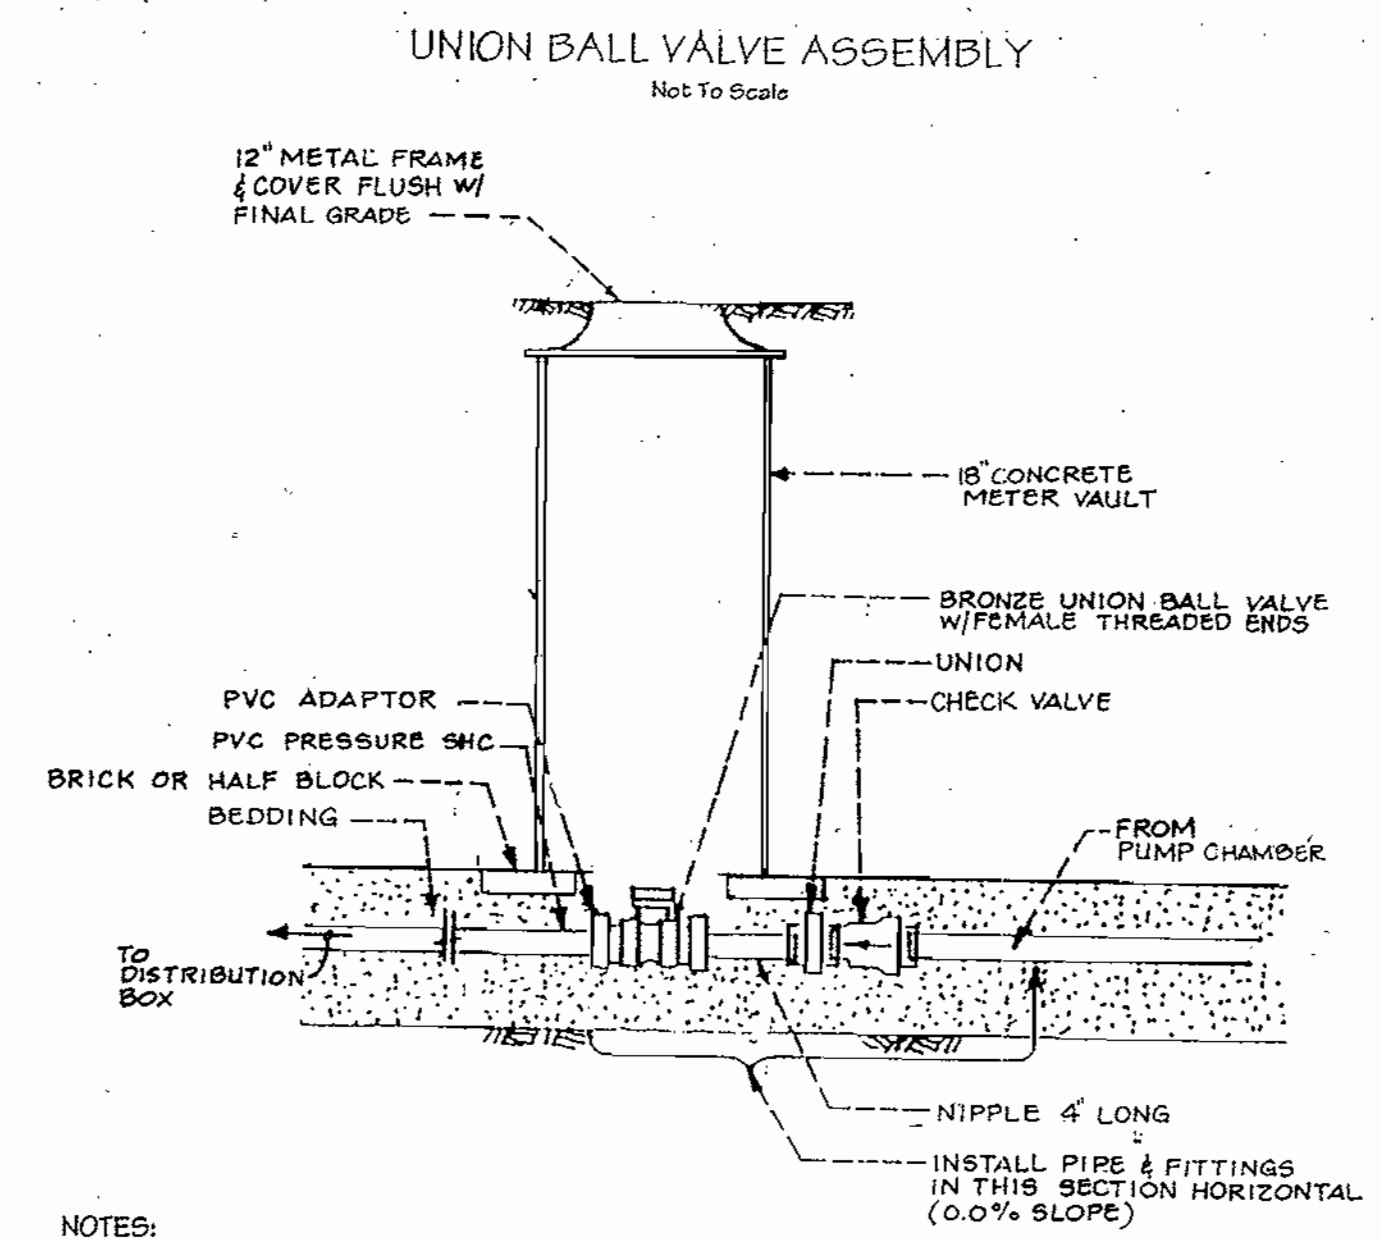 UNION BALL VALVE ASSEMBLY
Not To Scale
12" METAL FRAME
& COVER FLUSH W/
FINAL GRADE
18" CONCRETE
METER VAULT
BRONZE UNION BALL VALVE
W/FEMALE THREADED ENDS
UNION
CHECK VALVE
PVC ADAPTOR
PVC PRESSURE SHC
BRICK OR HALF BLOCK
BEDDING
FROM
PUMP CHAMBER
TO
DISTRIBUTION
BOX
NIPPLE 4" LONG
INSTALL PIPE & FITTINGS
IN THIS SECTION HORIZONTAL
(0.0% SLOPE)
NOTES: